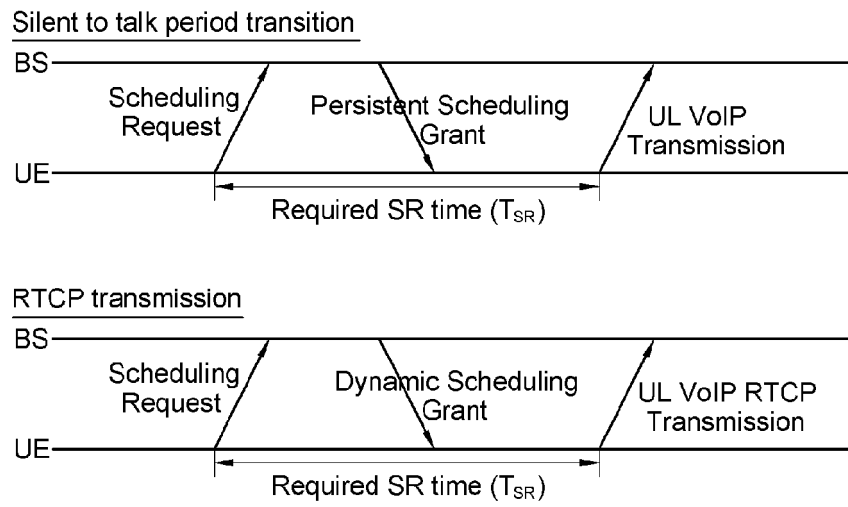 Silent to talk period transition
BS
Scheduling
Request
Persistent Scheduling
Grant
UL VoIP
Transmission
UE
Required SR time (TSR)
RTCP transmission
BS
Scheduling
Request
Dynamic Scheduling
Grant
UL VoIP RTCP
Transmission
UE
Required SR time (TSR)